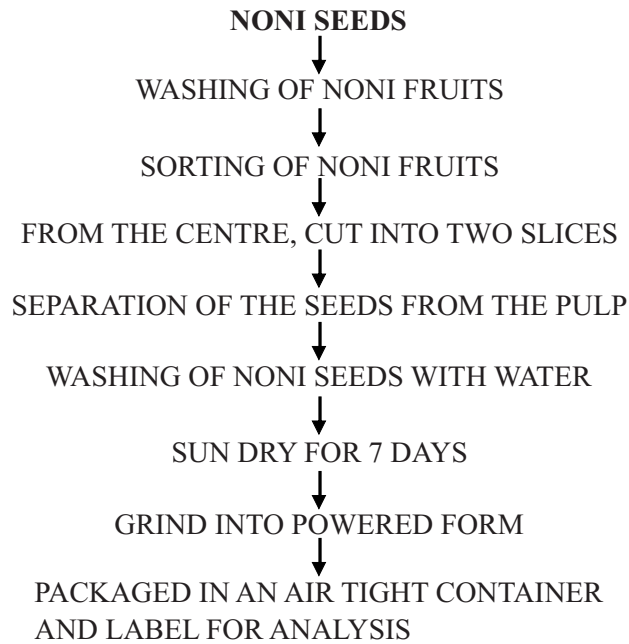 NONI SEEDS
WASHING OF NONI FRUITS
SORTING OF NONI FRUITS
FROM THE CENTRE, CUT INTO TWO SLICES
SEPARATION OF THE SEEDS FROM THE PULP
WASHING OF NONI SEEDS WITH WATER
SUN DRY FOR 7 DAYS
GRIND INTO POWERED FORM
PACKAGED IN AN AIR TIGHT CONTAINER
AND LABEL FOR ANALYSIS